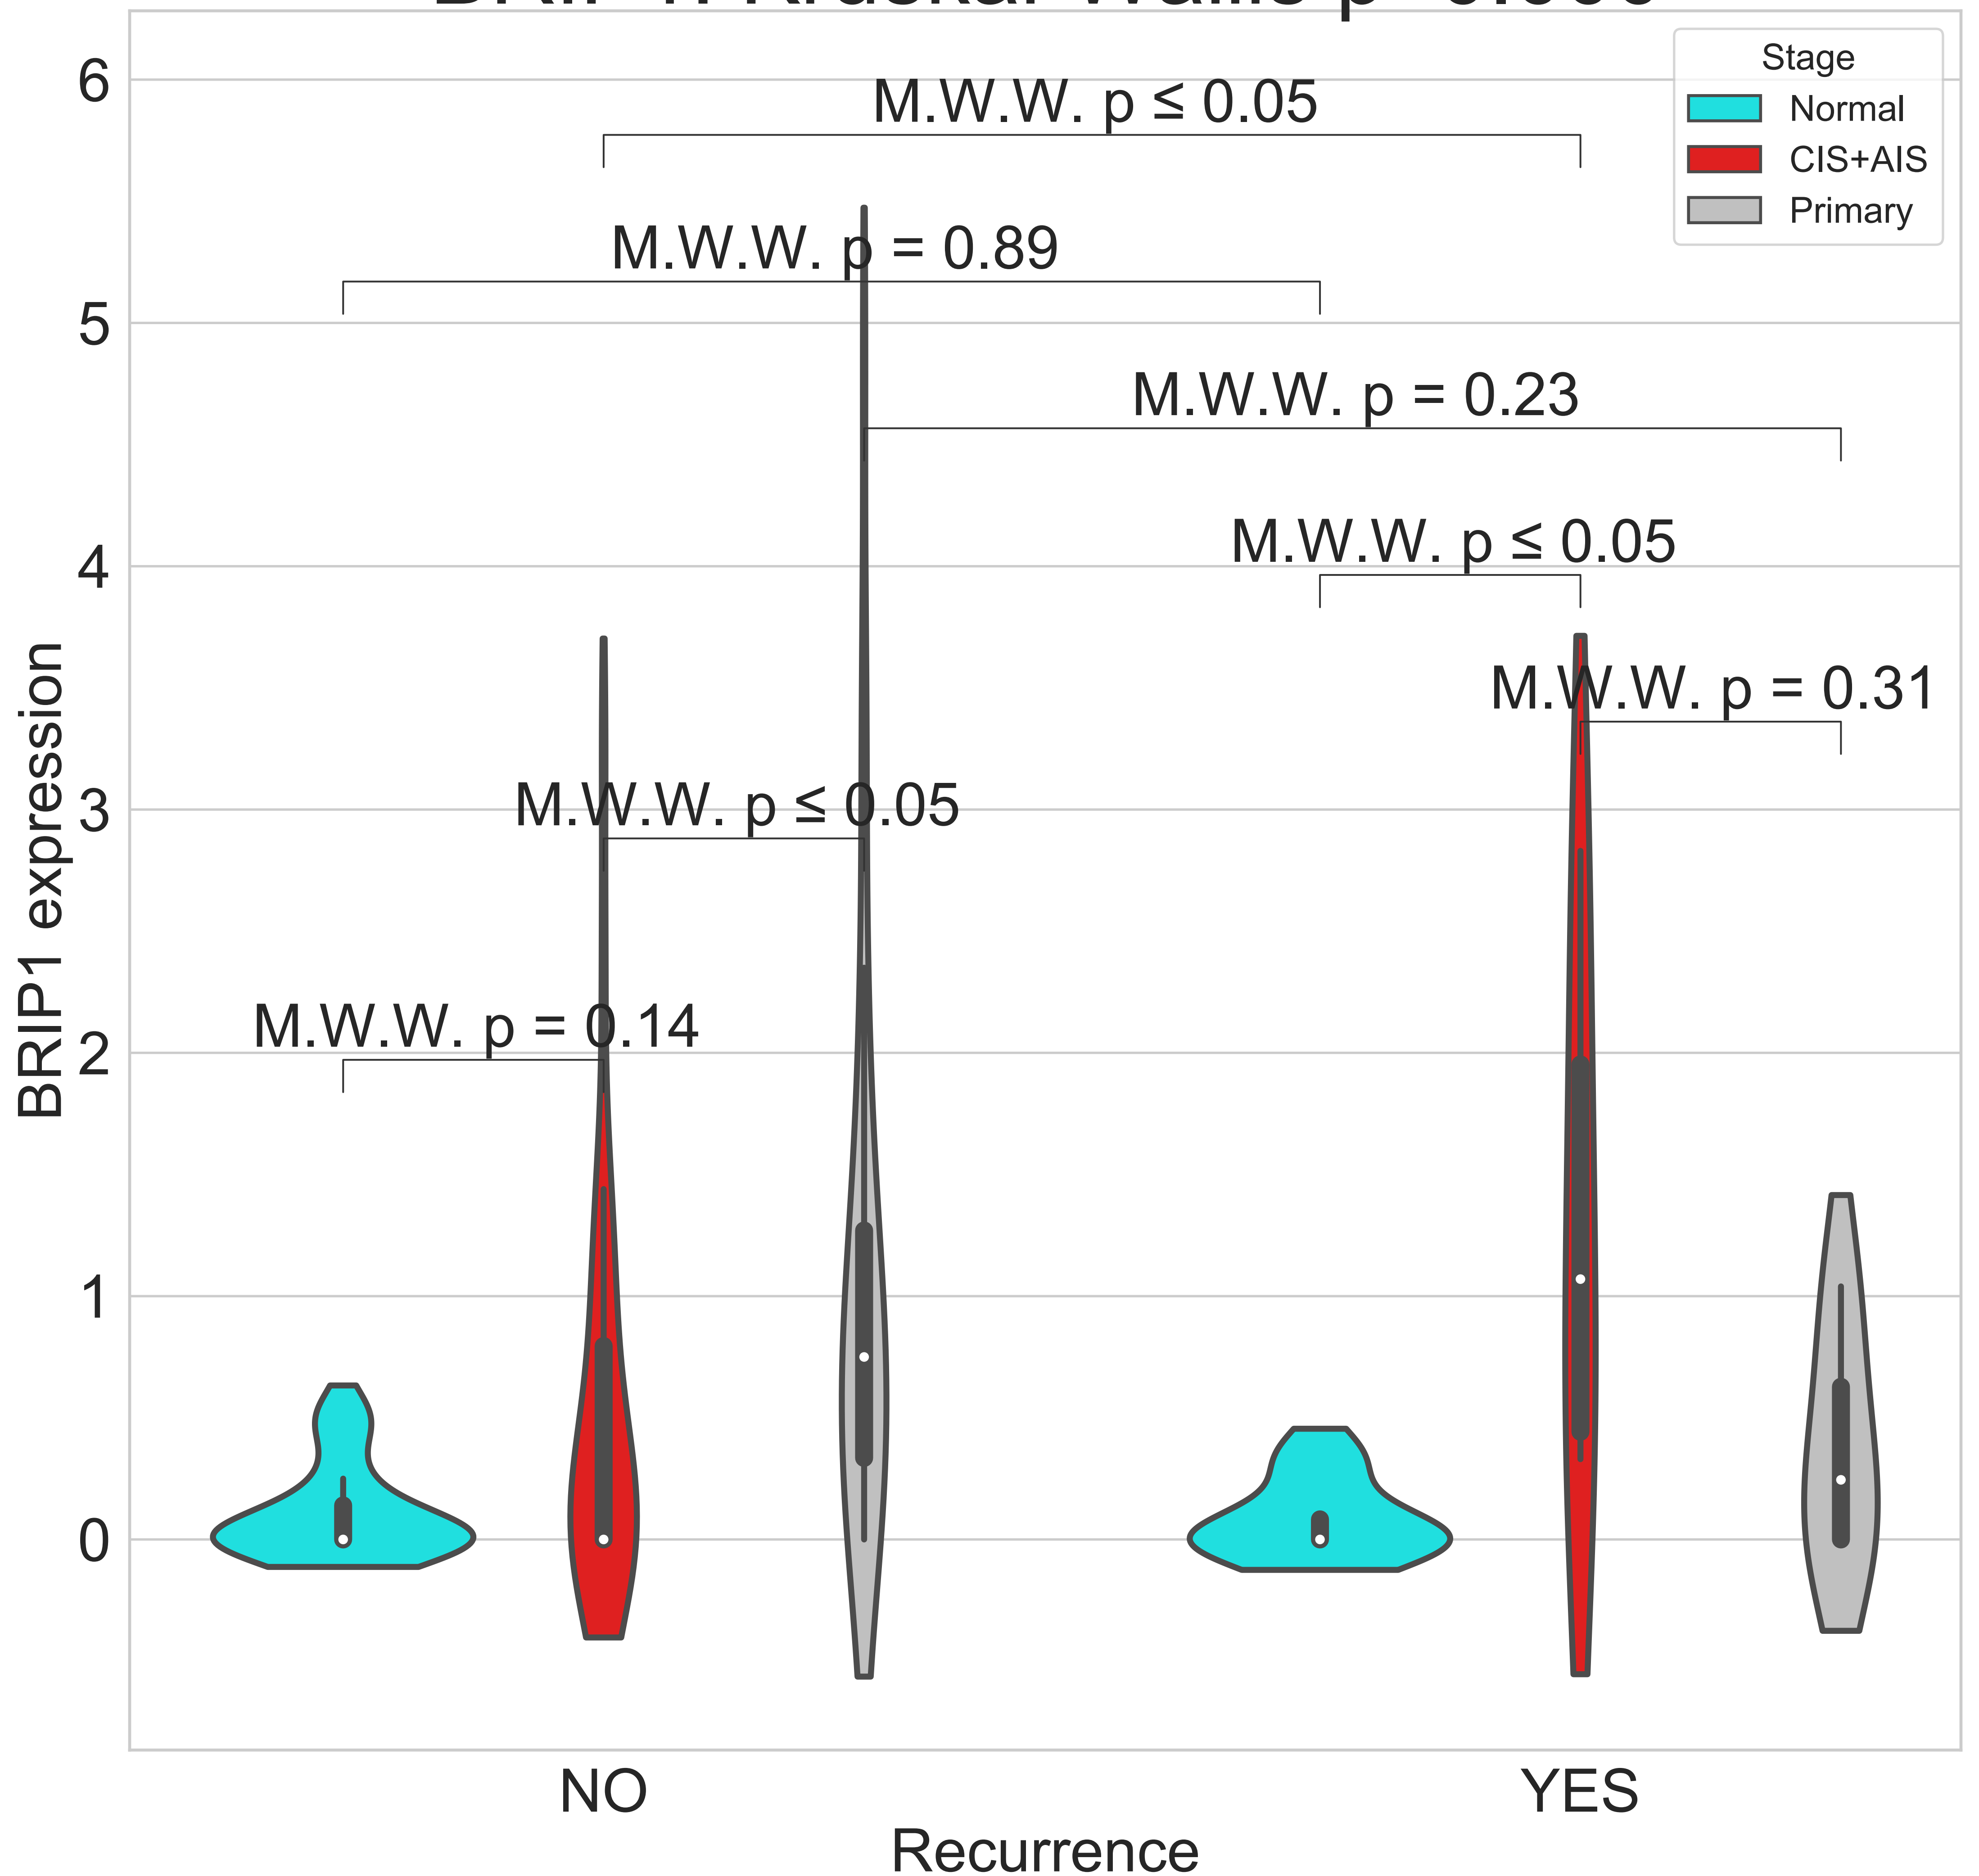 6
5
4
3
2
1
0
BRIP1 expression
Stage
Normal
CIS+AIS
Primary
M.W.W. p ≤ 0.05
M.W.W. p = 0.89
M.W.W. p = 0.23
M.W.W. p ≤ 0.05
M.W.W. p = 0.31
M.W.W. p ≤ 0.05
M.W.W. p = 0.14
NO
YES
Recurrence